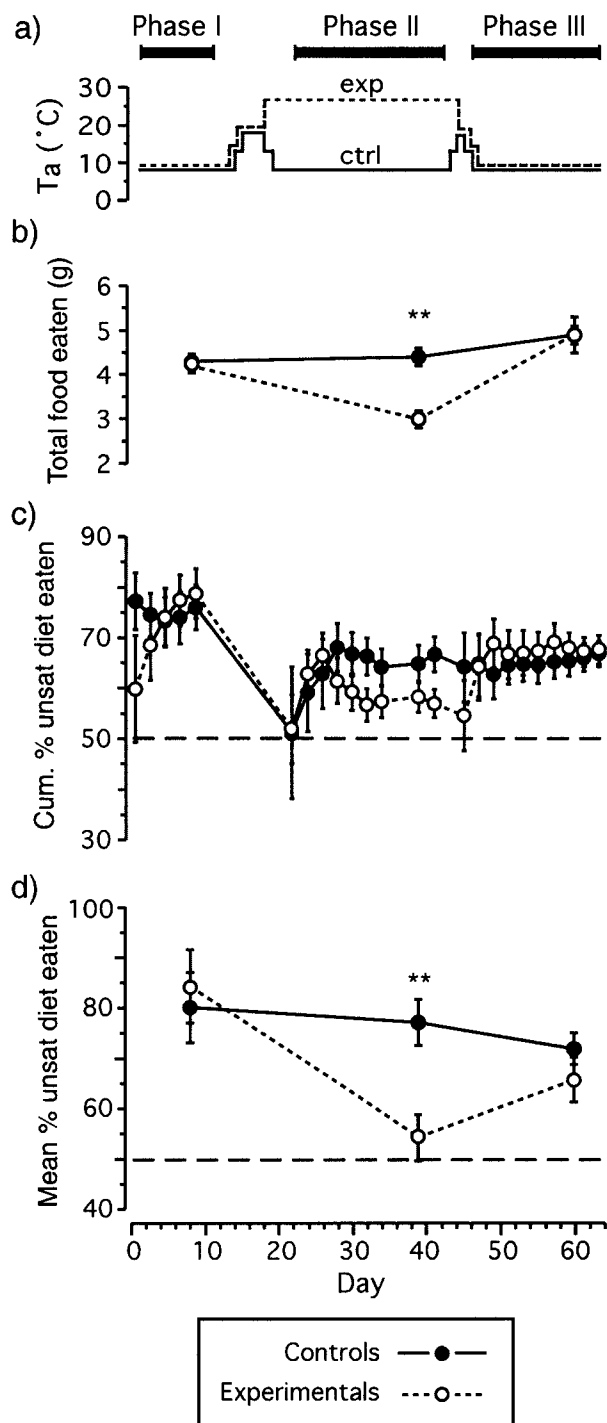 a)
Phase I Phase II Phase III
Ta (°C)
30
20
10
0
exp
ctrl
b)
Total food eaten (g)
6
5
4
3
2
**
c)
Cum. % unsat diet eaten
90
70
50
30
d)
Mean % unsat diet eaten
100
80
60
40
**
0 10 20 30 40 50 60
Day
Controls
Experimentals